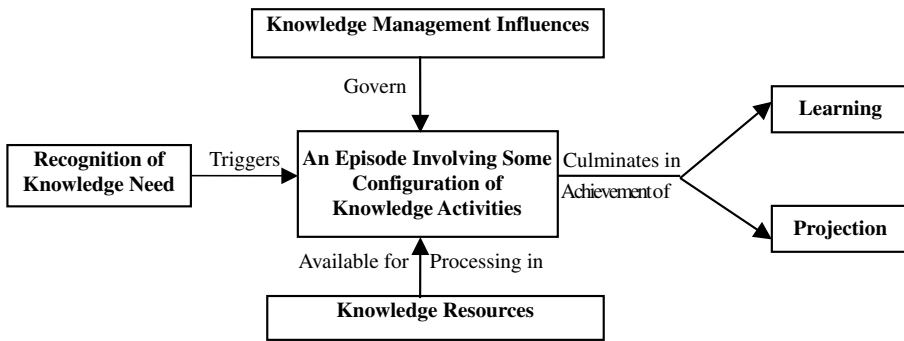 Knowledge Management Influences
Govern
Learning
Recognition of
Knowledge Need
Triggers
An Episode Involving Some
Configuration of
Knowledge Activities
Culminates in
Achievement of
Projection
Available for Processing in
Knowledge Resources